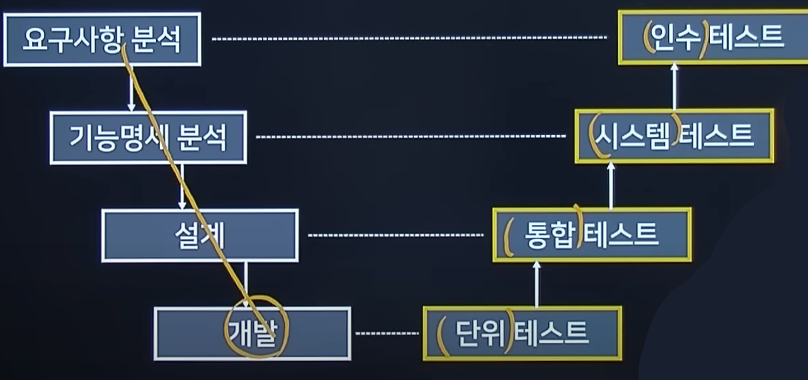 요구사항 분석
(인수)테스트
기능명세 분석
(시스템)테스트
설계
(통합)테스트
개발
(단위)테스트